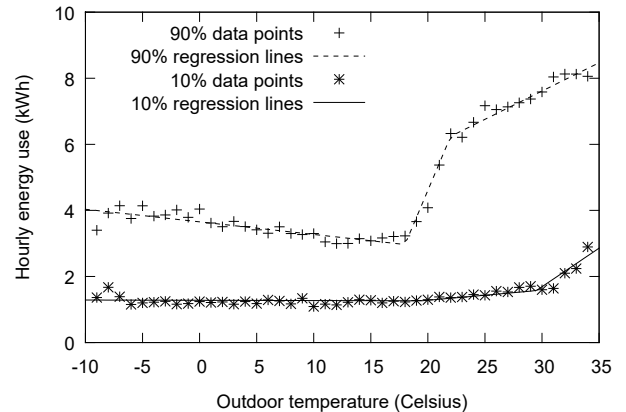 10
8
6
4
2
0
-10 -5 0 5 10 15 20 25 30 35
Hourly energy use (kWh)
Outdoor temperature (Celsius)
90% data points
90% regression lines
10% data points
10% regression lines